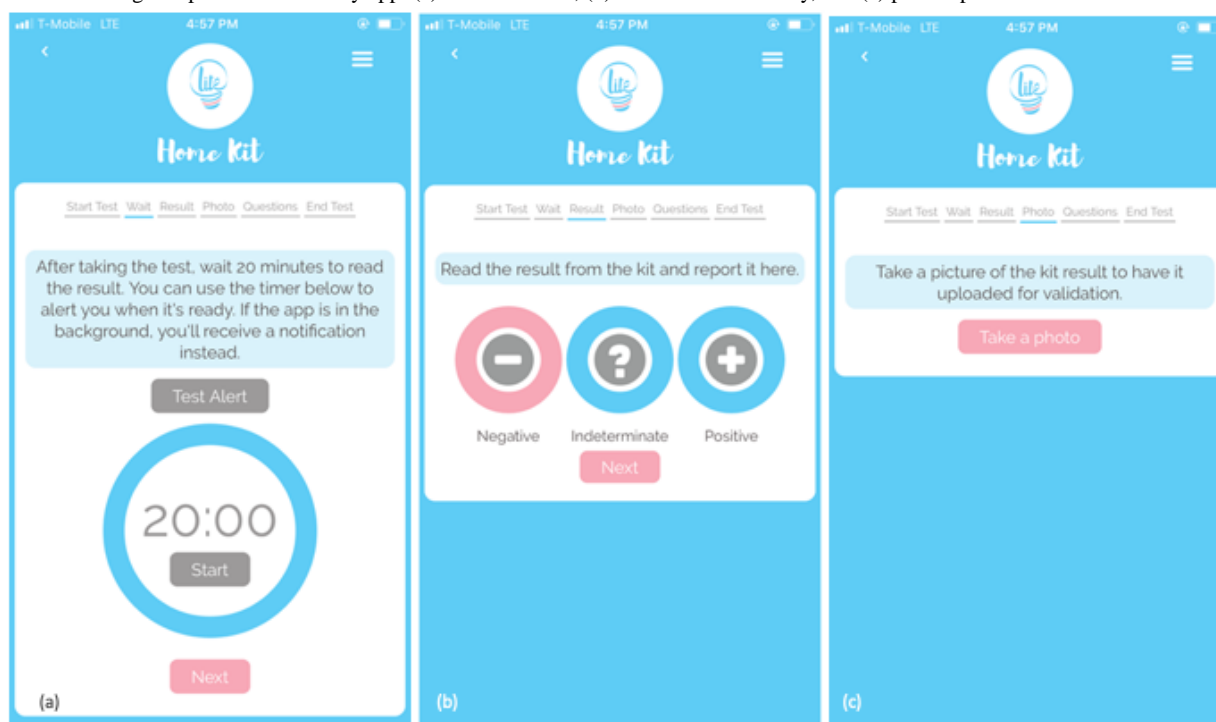 T-Mobile LTE 4:57 PM
lite
Home Kit
Start Test Wait Result Photo Questions End Test
After taking the test, wait 20 minutes to read
the result. You can use the timer below to
alert you when it's ready. If the app is in the
background, you'll receive a notification
instead.
Test Alert
20:00
Start
Next
(a)
T-Mobile LTE 4:57 PM
lite
Home Kit
Start Test Wait Result Photo Questions End Test
Read the result from the kit and report it here.
Negative Indeterminate Positive
Next
(b)
T-Mobile LTE 4:57 PM
lite
Home Kit
Start Test Wait Result Photo Questions End Test
Take a picture of the kit result to have it
uploaded for validation.
Take a photo
(c)